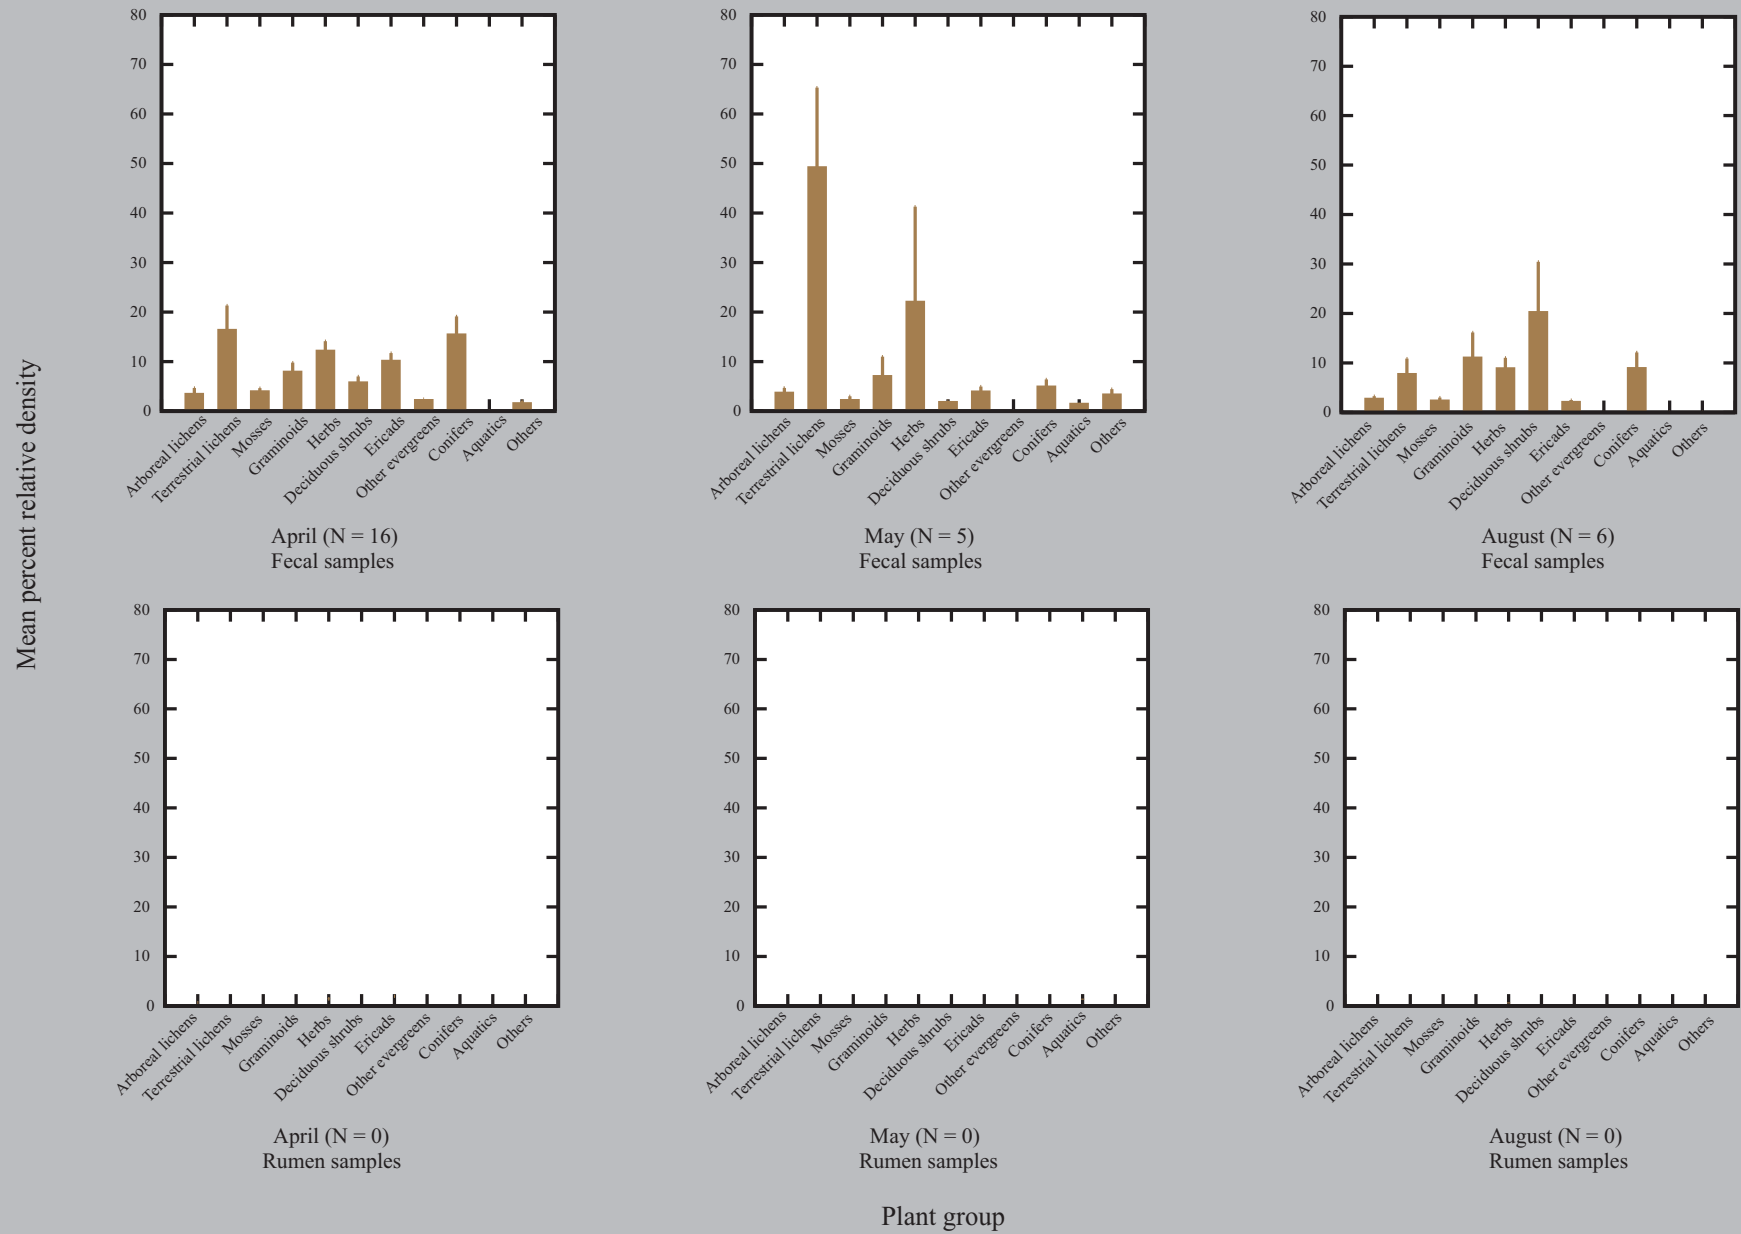 Mean percent relative density
80
70
60
50
40
30
20
10
0
Arboreal lichens
Terrestrial lichens
Mosses
Graminoids
Herbs
Deciduous shrubs
Ericads
Other evergreens
Conifers
Aquatics
Others
April (N = 16)
Fecal samples
80
70
60
50
40
30
20
10
0
Arboreal lichens
Terrestrial lichens
Mosses
Graminoids
Herbs
Deciduous shrubs
Ericads
Other evergreens
Conifers
Aquatics
Others
May (N = 5)
Fecal samples
80
70
60
50
40
30
20
10
0
Arboreal lichens
Terrestrial lichens
Mosses
Graminoids
Herbs
Deciduous shrubs
Ericads
Other evergreens
Conifers
Aquatics
Others
August (N = 6)
Fecal samples
80
70
60
50
40
30
20
10
0
Arboreal lichens
Terrestrial lichens
Mosses
Graminoids
Herbs
Deciduous shrubs
Ericads
Other evergreens
Conifers
Aquatics
Others
April (N = 0)
Rumen samples
80
70
60
50
40
30
20
10
0
Arboreal lichens
Terrestrial lichens
Mosses
Graminoids
Herbs
Deciduous shrubs
Ericads
Other evergreens
Conifers
Aquatics
Others
May (N = 0)
Rumen samples
80
70
60
50
40
30
20
10
0
Arboreal lichens
Terrestrial lichens
Mosses
Graminoids
Herbs
Deciduous shrubs
Ericads
Other evergreens
Conifers
Aquatics
Others
August (N = 0)
Rumen samples
Plant group